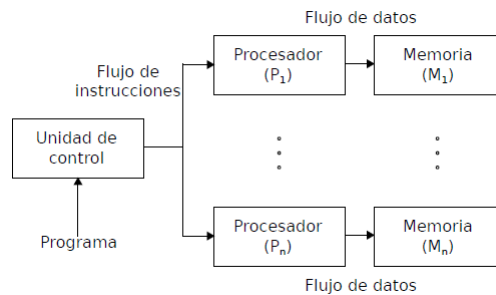 Flujo de datos
Flujo de
instrucciones
Procesador
(P1)
Memoria
(M1)
Unidad de
control
Programa
Procesador
(Pn)
Memoria
(Mn)
Flujo de datos